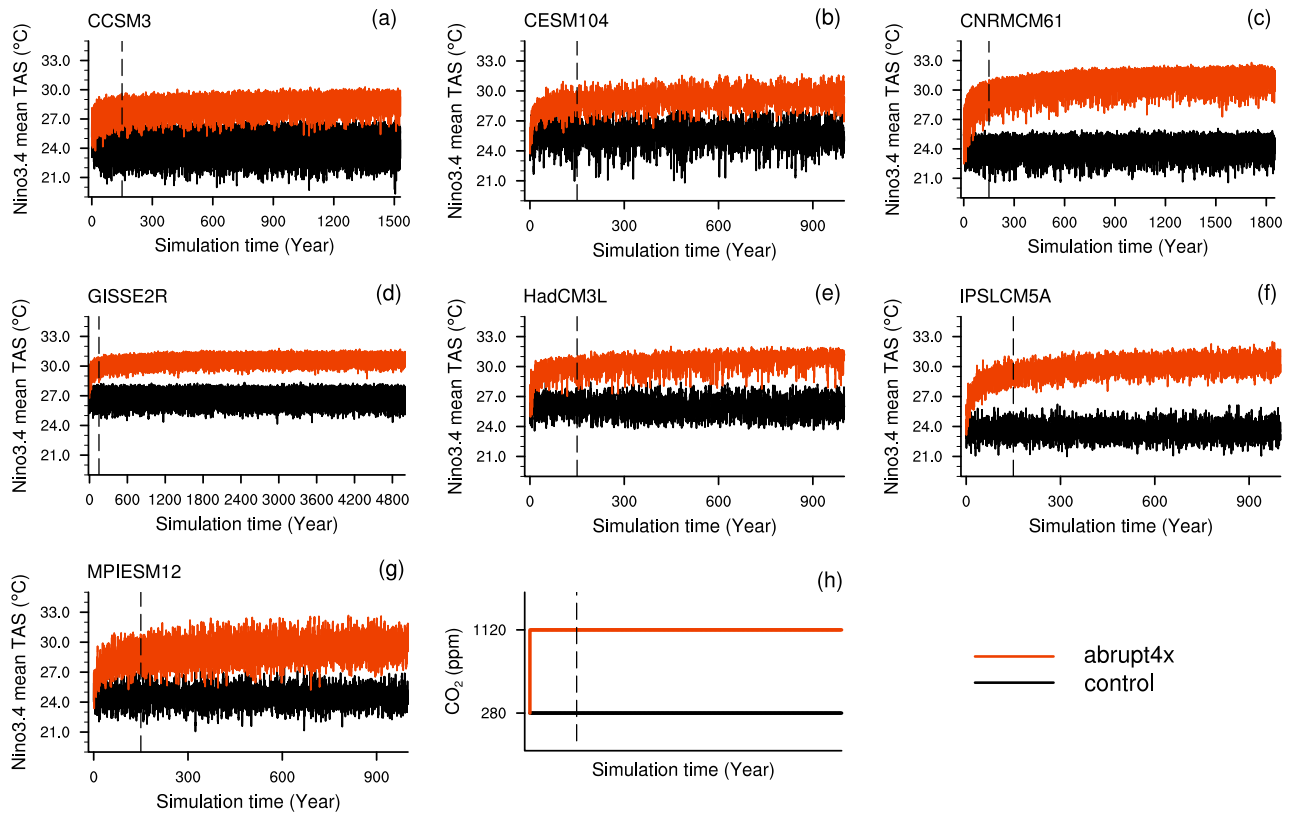 CCSM3 (a)
Nino3.4 mean TAS (°C)
33.0
30.0
27.0
24.0
21.0
0 300 600 900 1200 1500
Simulation time (Year)
CESM104 (b)
Nino3.4 mean TAS (°C)
33.0
30.0
27.0
24.0
21.0
0 300 600 900
Simulation time (Year)
CNRMCM61 (c)
Nino3.4 mean TAS (°C)
33.0
30.0
27.0
24.0
21.0
0 300 600 900 1200 1500 1800
Simulation time (Year)
GISSE2R (d)
Nino3.4 mean TAS (°C)
33.0
30.0
27.0
24.0
21.0
0 600 1200 1800 2400 3000 3600 4200 4800
Simulation time (Year)
HadCM3L (e)
Nino3.4 mean TAS (°C)
33.0
30.0
27.0
24.0
21.0
0 300 600 900
Simulation time (Year)
IPSLCM5A (f)
Nino3.4 mean TAS (°C)
33.0
30.0
27.0
24.0
21.0
0 300 600 900
Simulation time (Year)
MPIESM12 (g)
Nino3.4 mean TAS (°C)
33.0
30.0
27.0
24.0
21.0
0 300 600 900
Simulation time (Year)
(h)
CO₂ (ppm)
1120
280
Simulation time (Year)
abrupt4x
control